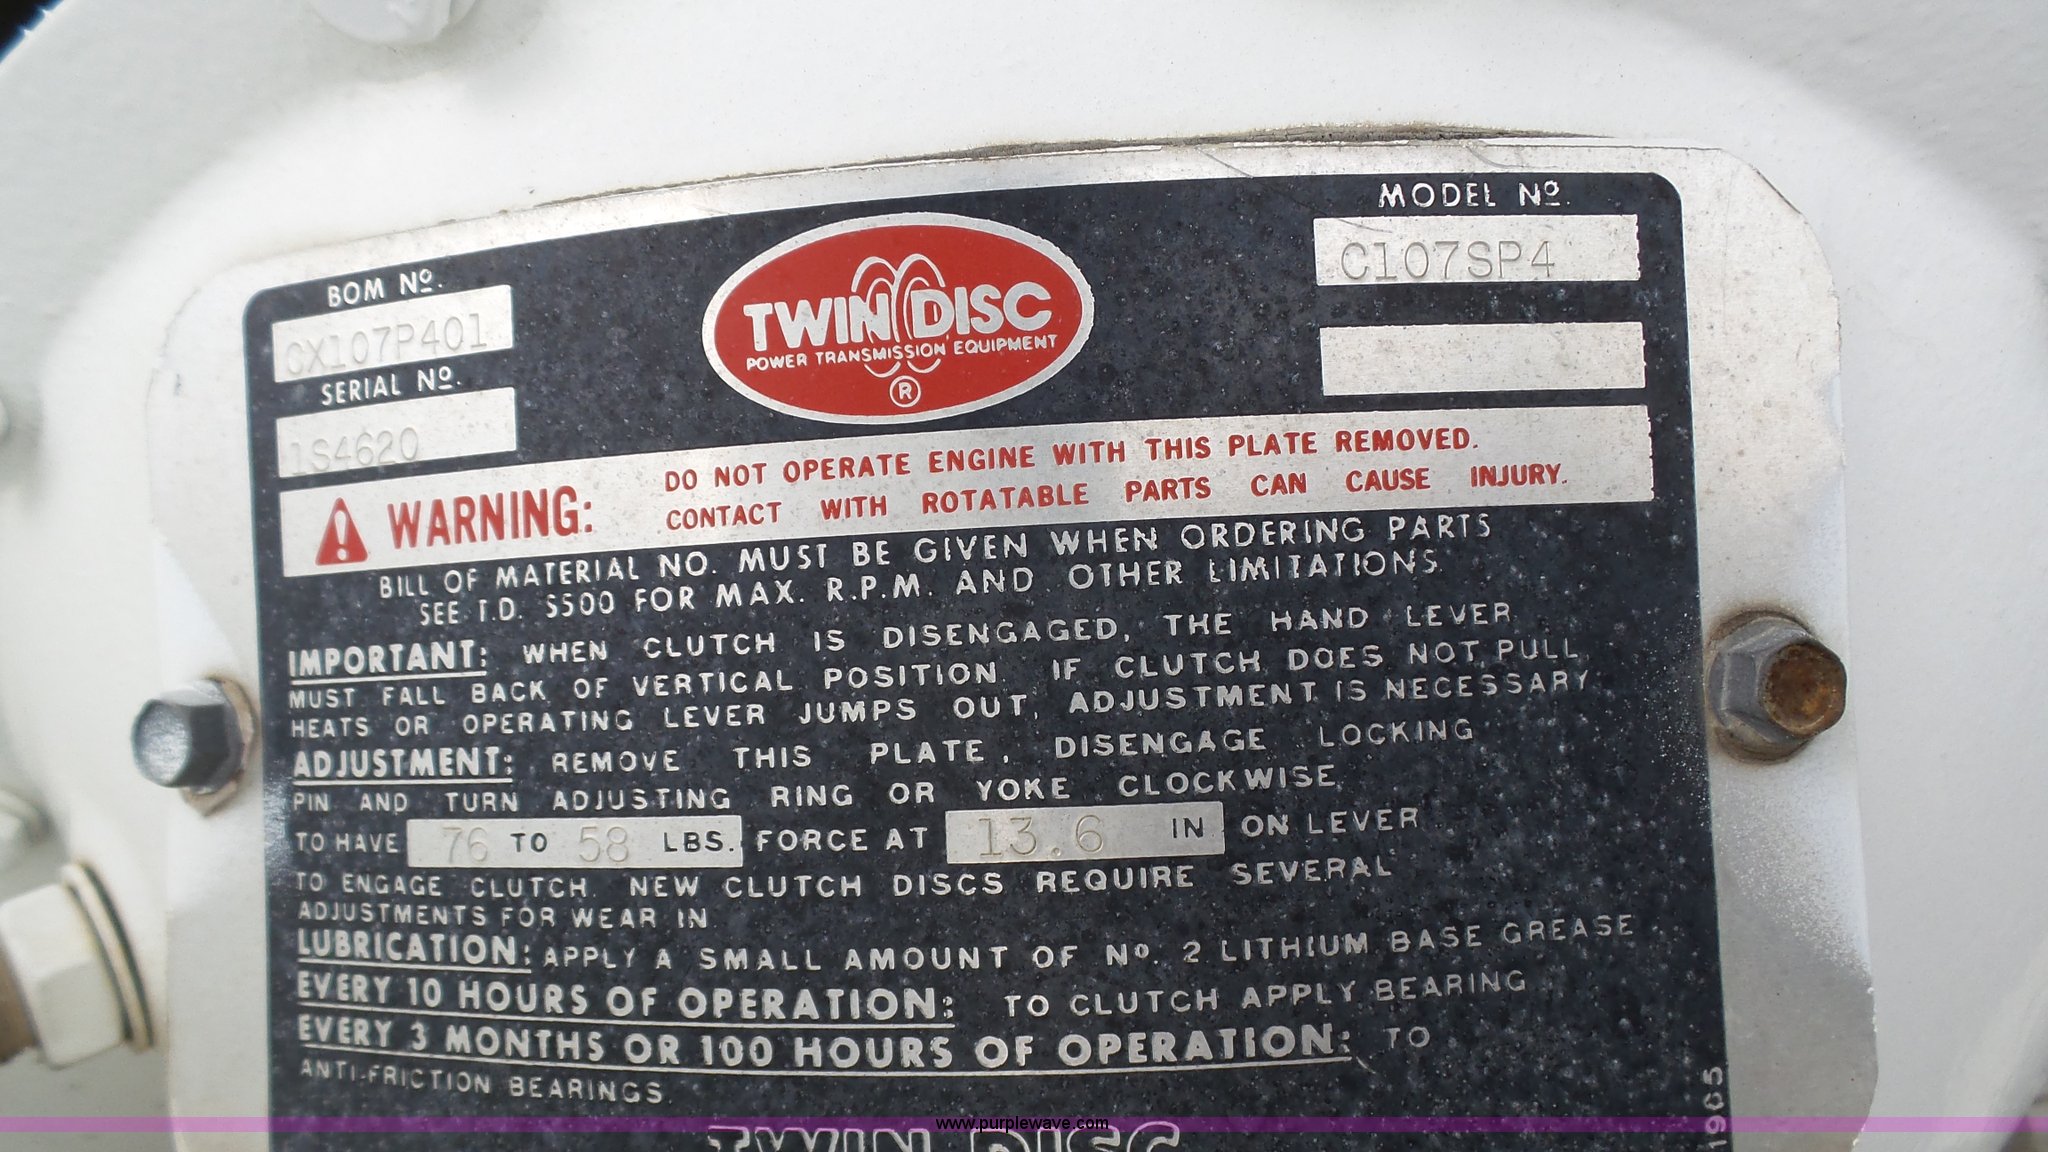 BOM Nº.
CX107P401
SERIAL Nº.
1S4620
TWIN DISC
POWER TRANSMISSION EQUIPMENT
®
MODEL Nº.
C107SP4
WARNING: DO NOT OPERATE ENGINE WITH THIS PLATE REMOVED.
CONTACT WITH ROTATABLE PARTS CAN CAUSE INJURY.
BILL OF MATERIAL NO. MUST BE GIVEN WHEN ORDERING PARTS
SEE T.D. S500 FOR MAX. R.P.M. AND OTHER LIMITATIONS
IMPORTANT: WHEN CLUTCH IS DISENGAGED, THE HAND LEVER
MUST FALL BACK OF VERTICAL POSITION. IF CLUTCH DOES NOT PULL,
HEATS OR OPERATING LEVER JUMPS OUT, ADJUSTMENT IS NECESSARY.
ADJUSTMENT: REMOVE THIS PLATE, DISENGAGE LOCKING
PIN AND TURN ADJUSTING RING OR YOKE CLOCKWISE
TO HAVE 76 TO 58 LBS. FORCE AT 13.6 IN ON LEVER
TO ENGAGE CLUTCH. NEW CLUTCH DISCS REQUIRE SEVERAL
ADJUSTMENTS FOR WEAR IN.
LUBRICATION: APPLY A SMALL AMOUNT OF Nº. 2 LITHIUM BASE GREASE
EVERY 10 HOURS OF OPERATION: TO CLUTCH APPLY BEARING
EVERY 3 MONTHS OR 100 HOURS OF OPERATION: TO
ANTI-FRICTION BEARINGS.
TWIN DISC
www.purplewave.com